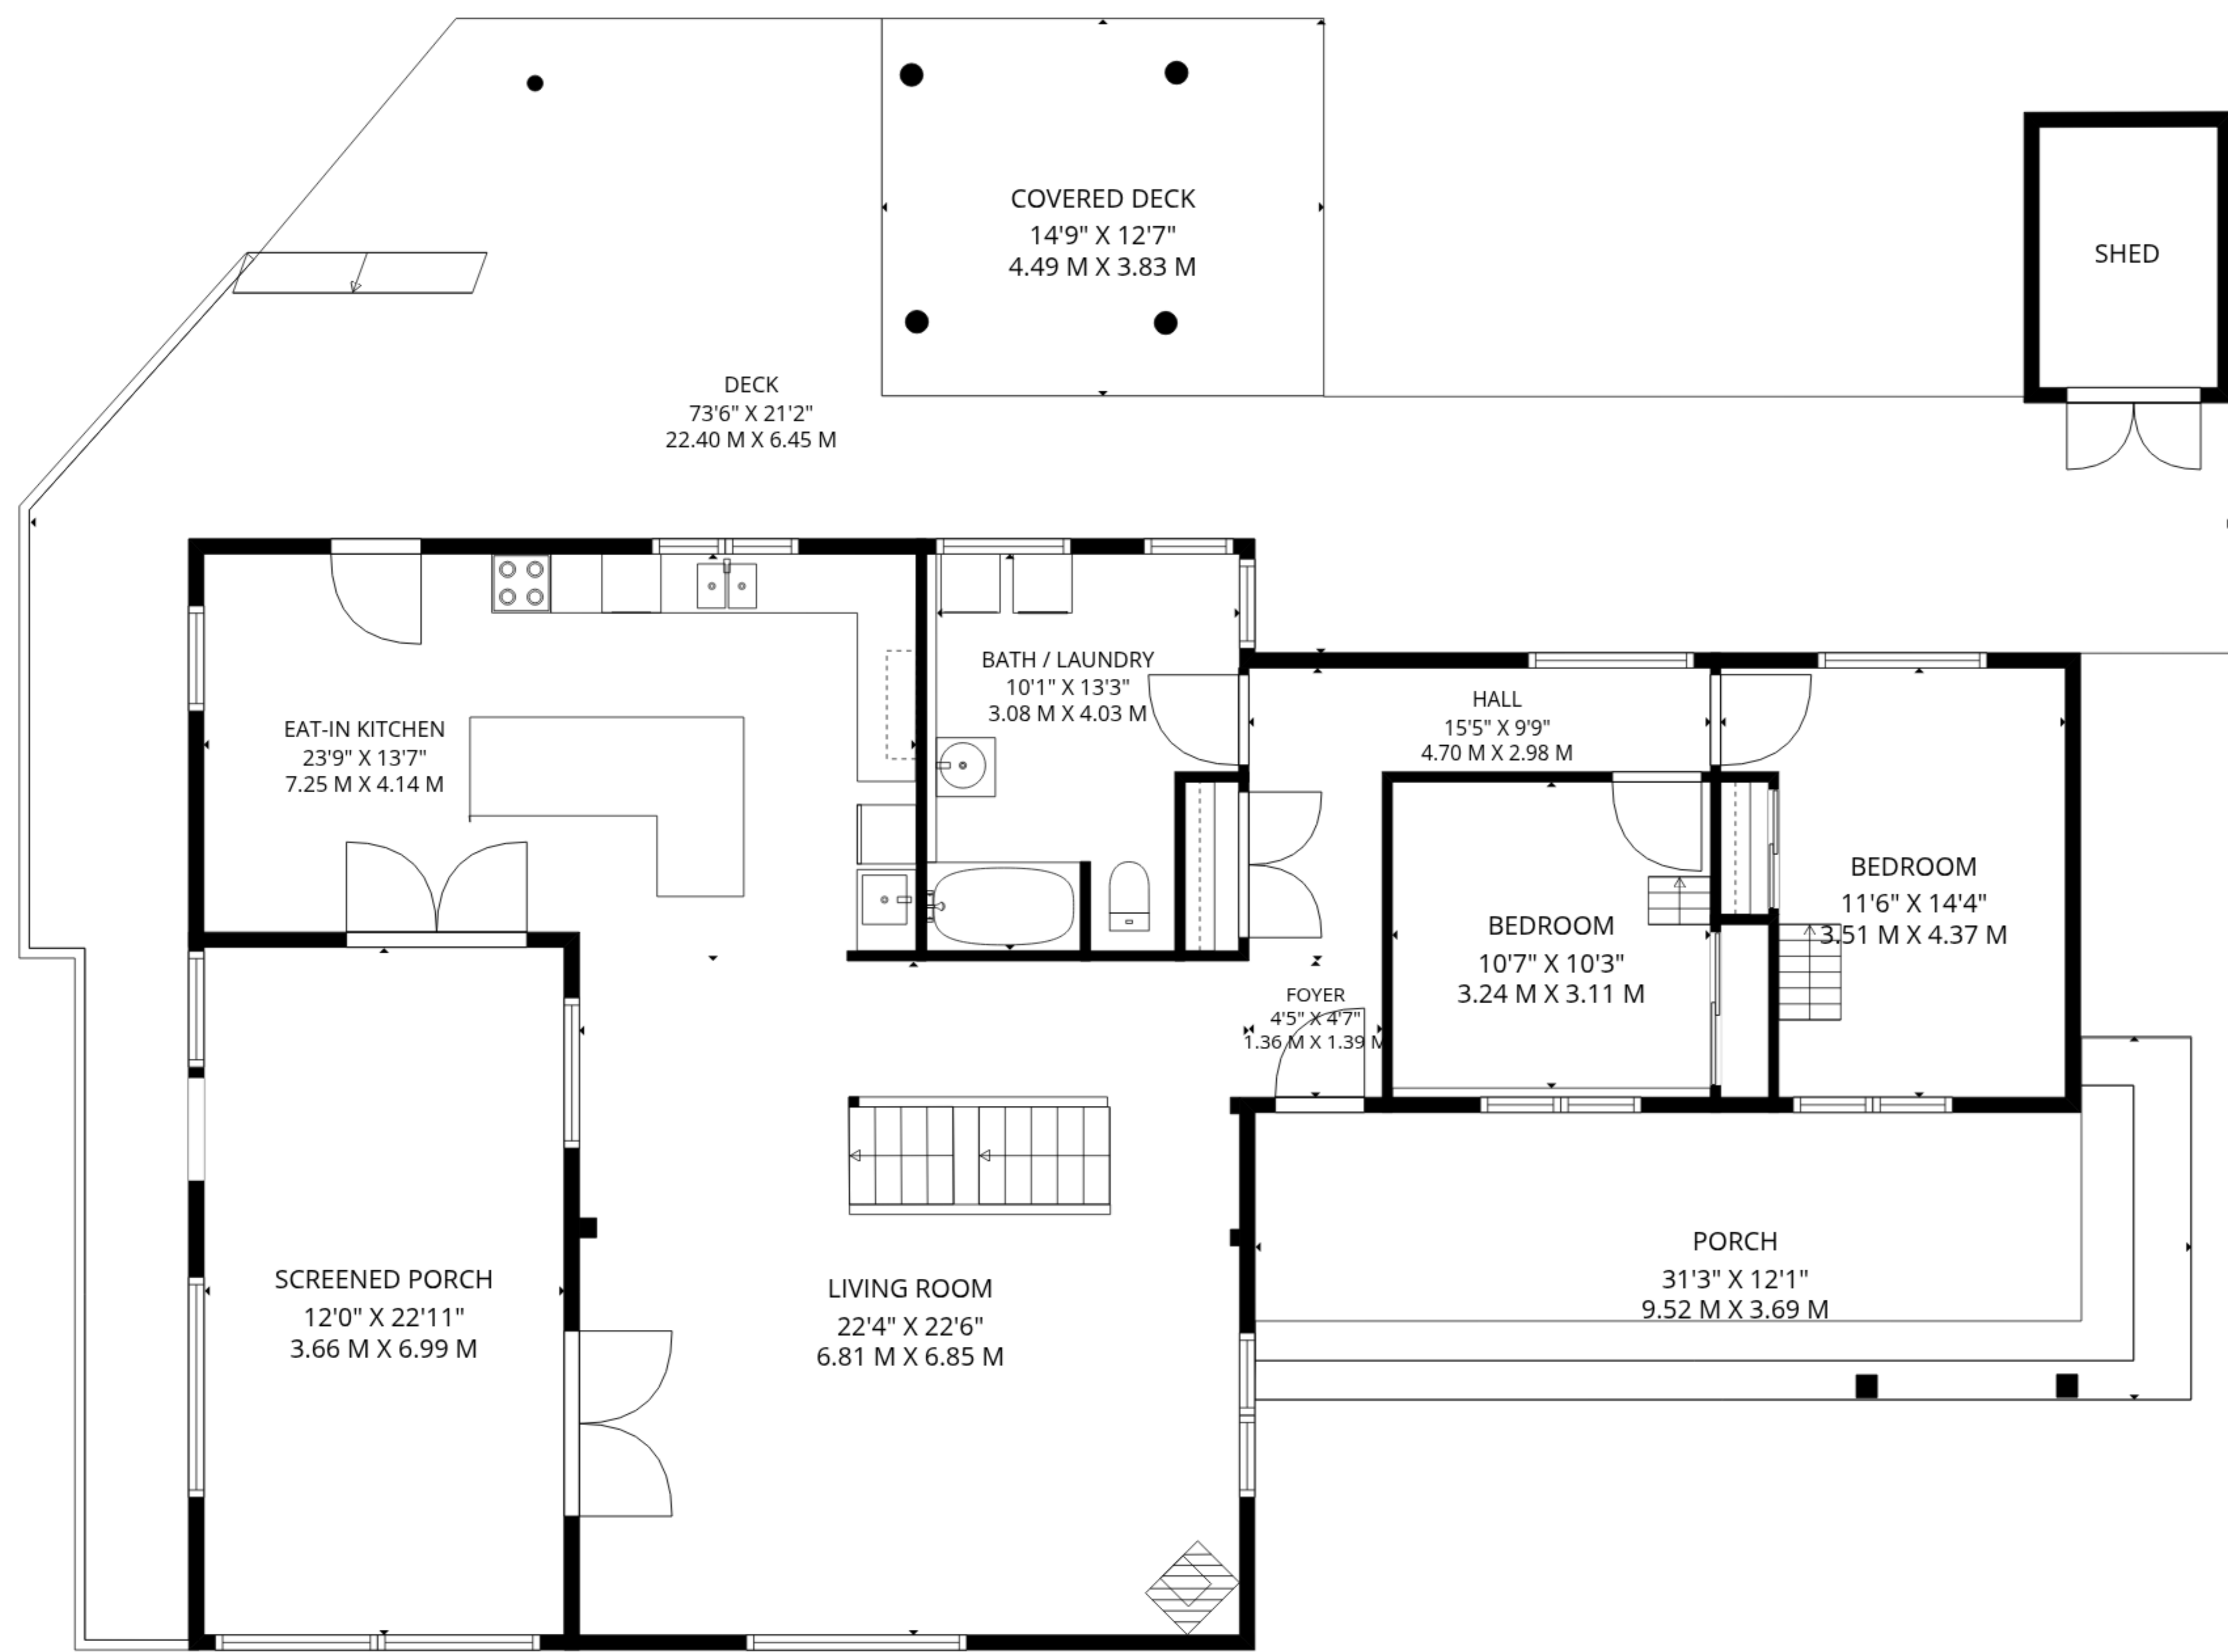 COVERED DECK
14'9" X 12'7"
4.49 M X 3.83 M
SHED
DECK
73'6" X 21'2"
22.40 M X 6.45 M
EAT-IN KITCHEN
23'9" X 13'7"
7.25 M X 4.14 M
BATH / LAUNDRY
10'1" X 13'3"
3.08 M X 4.03 M
HALL
15'5" X 9'9"
4.70 M X 2.98 M
BEDROOM
11'6" X 14'4"
3.51 M X 4.37 M
BEDROOM
10'7" X 10'3"
3.24 M X 3.11 M
FOYER
4'5" X 4'7"
1.36 M X 1.39 M
SCREENED PORCH
12'0" X 22'11"
3.66 M X 6.99 M
LIVING ROOM
22'4" X 22'6"
6.81 M X 6.85 M
PORCH
31'3" X 12'1"
9.52 M X 3.69 M